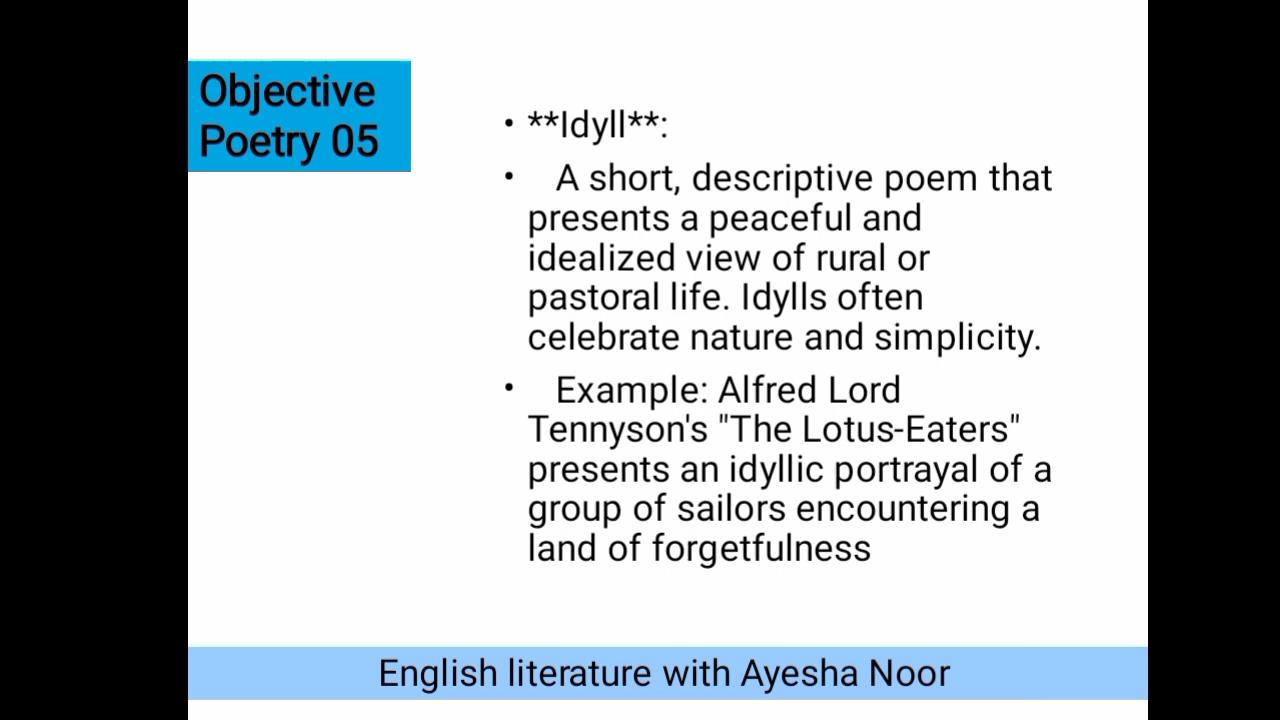 Objective
Poetry 05
• **Idyll**:
• A short, descriptive poem that
presents a peaceful and
idealized view of rural or
pastoral life. Idylls often
celebrate nature and simplicity.
• Example: Alfred Lord
Tennyson's "The Lotus-Eaters"
presents an idyllic portrayal of a
group of sailors encountering a
land of forgetfulness
English literature with Ayesha Noor